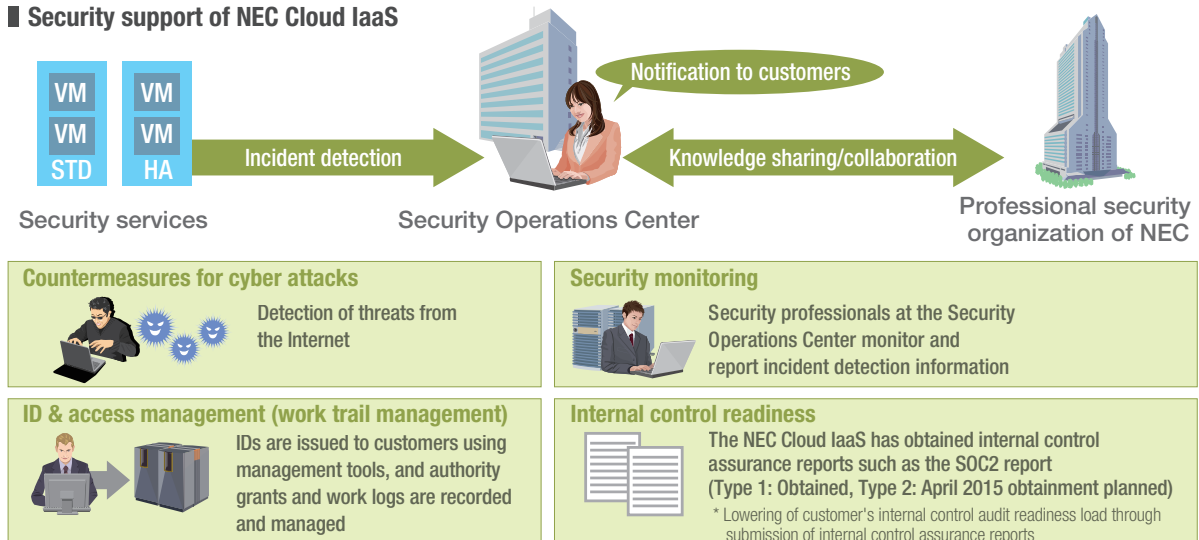 Security support of NEC Cloud IaaS
VM
VM
VM
VM
STD
HA
Incident detection
Notification to customers
Knowledge sharing/collaboration
Security services
Security Operations Center
Professional security
organization of NEC
Countermeasures for cyber attacks
Detection of threats from
the Internet
Security monitoring
Security professionals at the Security
Operations Center monitor and
report incident detection information
ID & access management (work trail management)
IDs are issued to customers using
management tools, and authority
grants and work logs are recorded
and managed
Internal control readiness
The NEC Cloud IaaS has obtained internal control
assurance reports such as the SOC2 report
(Type 1: Obtained, Type 2: April 2015 obtainment planned)
* Lowering of customer's internal control audit readiness load through
submission of internal control assurance reports